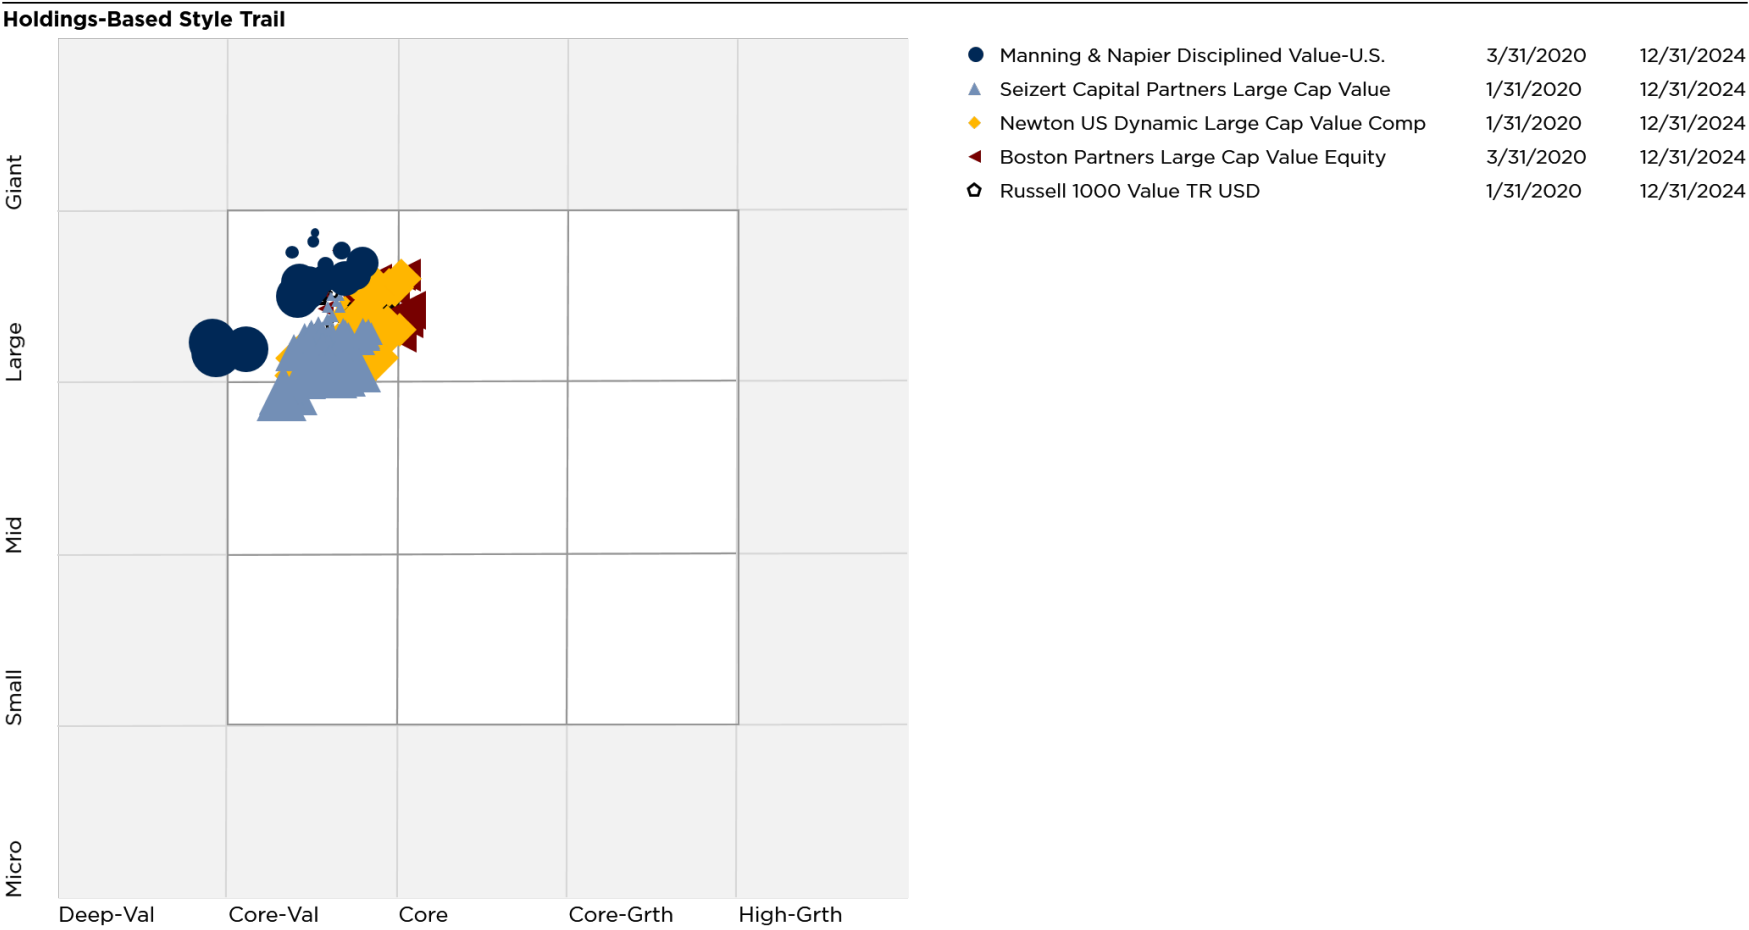 Holdings-Based Style Trail
Manning & Napier Disciplined Value-U.S. 3/31/2020 12/31/2024
Seizert Capital Partners Large Cap Value 1/31/2020 12/31/2024
Newton US Dynamic Large Cap Value Comp 1/31/2020 12/31/2024
Boston Partners Large Cap Value Equity 3/31/2020 12/31/2024
Russell 1000 Value TR USD 1/31/2020 12/31/2024
Giant
Large
Mid
Small
Micro
Deep-Val Core-Val Core Core-Grth High-Grth